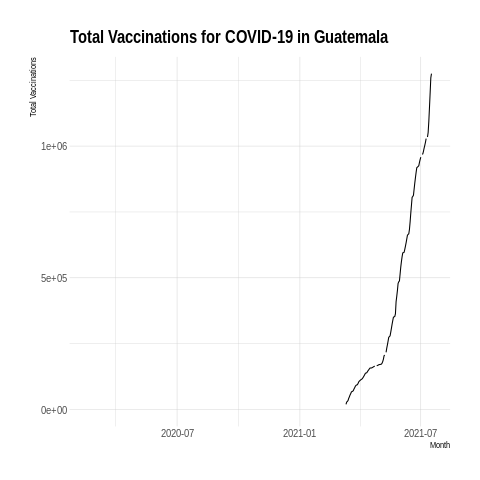 Total Vaccinations for COVID-19 in Guatemala
Total Vaccinations
1e+06
5e+05
0e+00
2020-07
2021-01
2021-07
Month